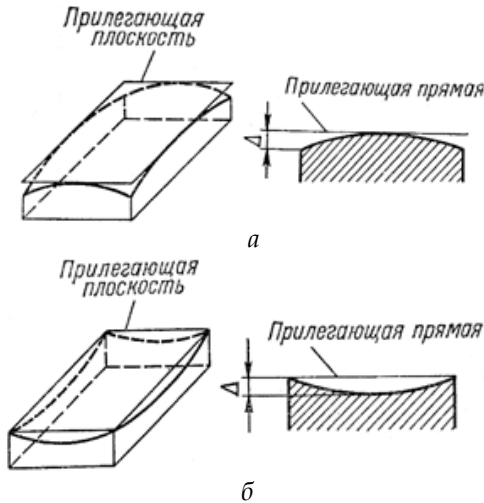 Прилегающая
плоскость
Прилегающая прямая
Δ
а
Прилегающая
плоскость
Прилегающая прямая
Δ
б